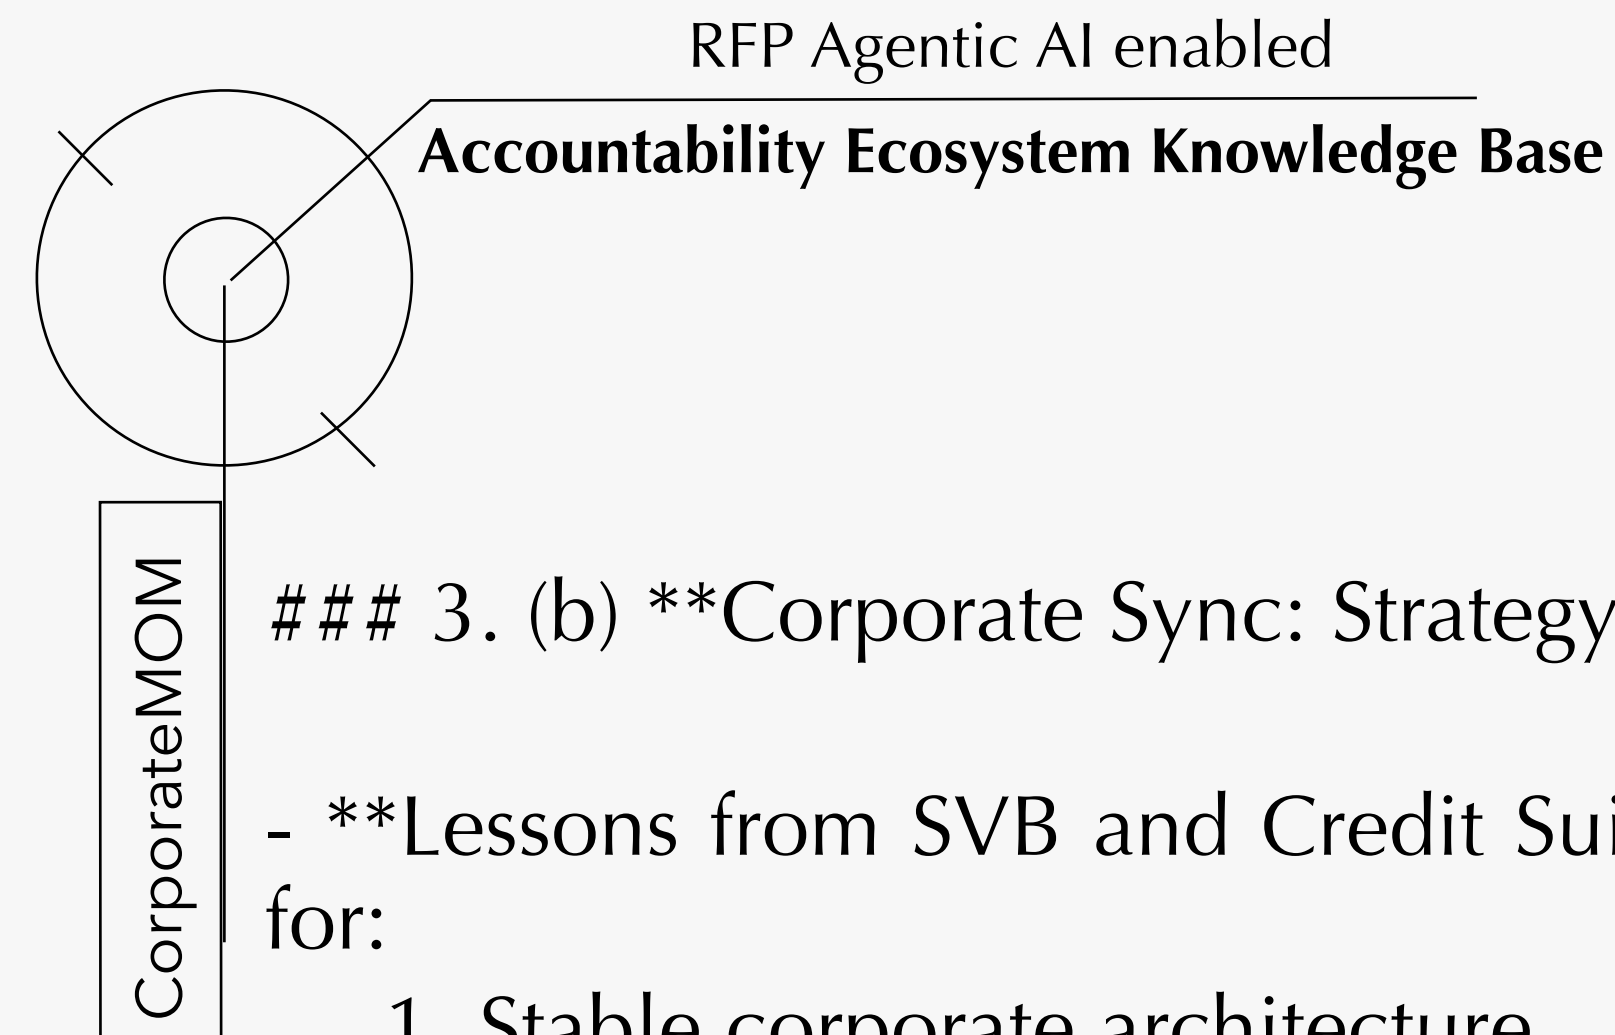 RFP Agentic AI enabled
Accountability Ecosystem Knowledge Base
CorporateMOM
### 3. (b) **Corporate Sync: Strategy
- **Lessons from SVB and Credit Sui
for:
1. Stable corporate architecture